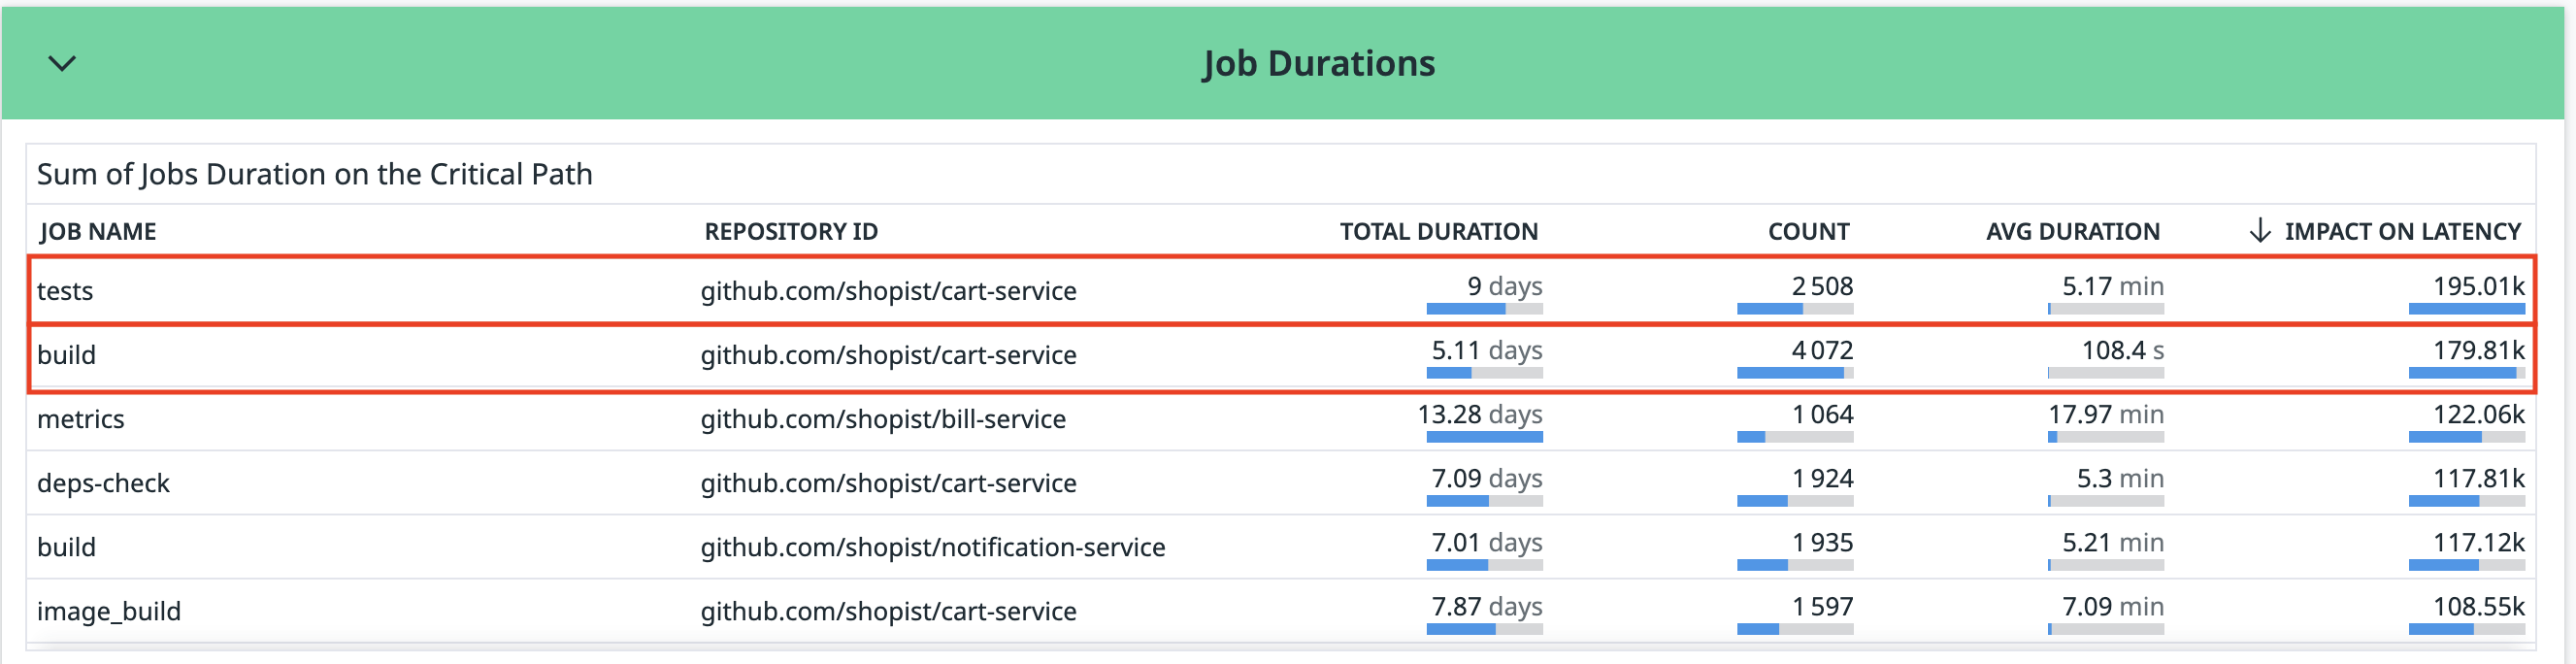 Job Durations
Sum of Jobs Duration on the Critical Path
JOB NAME REPOSITORY ID TOTAL DURATION COUNT AVG DURATION ↓ IMPACT ON LATENCY
tests github.com/shopist/cart-service 9 days 2 508 5.17 min 195.01k
build github.com/shopist/cart-service 5.11 days 4 072 108.4 s 179.81k
metrics github.com/shopist/bill-service 13.28 days 1 064 17.97 min 122.06k
deps-check github.com/shopist/cart-service 7.09 days 1 924 5.3 min 117.81k
build github.com/shopist/notification-service 7.01 days 1 935 5.21 min 117.12k
image_build github.com/shopist/cart-service 7.87 days 1 597 7.09 min 108.55k